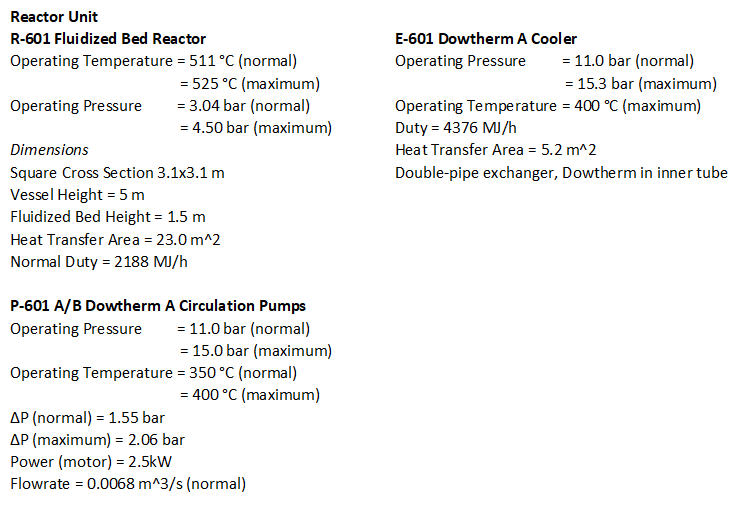 Reactor Unit
R-601 Fluidized Bed Reactor
Operating Temperature = 511 °C (normal)
= 525 °C (maximum)
Operating Pressure = 3.04 bar (normal)
= 4.50 bar (maximum)
Dimensions
Square Cross Section 3.1x3.1 m
Vessel Height = 5 m
Fluidized Bed Height = 1.5 m
Heat Transfer Area = 23.0 m^2
Normal Duty = 2188 MJ/h
P-601 A/B Dowtherm A Circulation Pumps
Operating Pressure = 11.0 bar (normal)
= 15.0 bar (maximum)
Operating Temperature = 350 °C (normal)
= 400 °C (maximum)
ΔP (normal) = 1.55 bar
ΔP (maximum) = 2.06 bar
Power (motor) = 2.5kW
Flowrate = 0.0068 m^3/s (normal)
E-601 Dowtherm A Cooler
Operating Pressure = 11.0 bar (normal)
= 15.3 bar (maximum)
Operating Temperature = 400 °C (maximum)
Duty = 4376 MJ/h
Heat Transfer Area = 5.2 m^2
Double-pipe exchanger, Dowtherm in inner tube